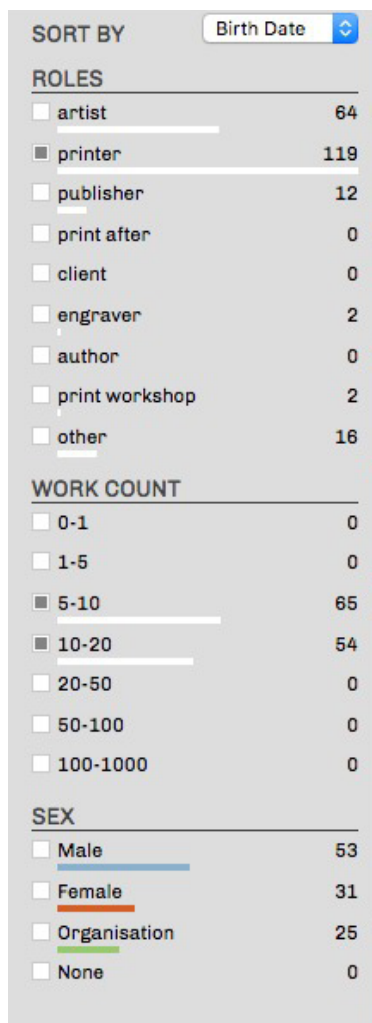 SORT BY Birth Date
ROLES
artist 64
printer 119
publisher 12
print after 0
client 0
engraver 2
author 0
print workshop 2
other 16
WORK COUNT
0-1 0
1-5 0
5-10 65
10-20 54
20-50 0
50-100 0
100-1000 0
SEX
Male 53
Female 31
Organisation 25
None 0